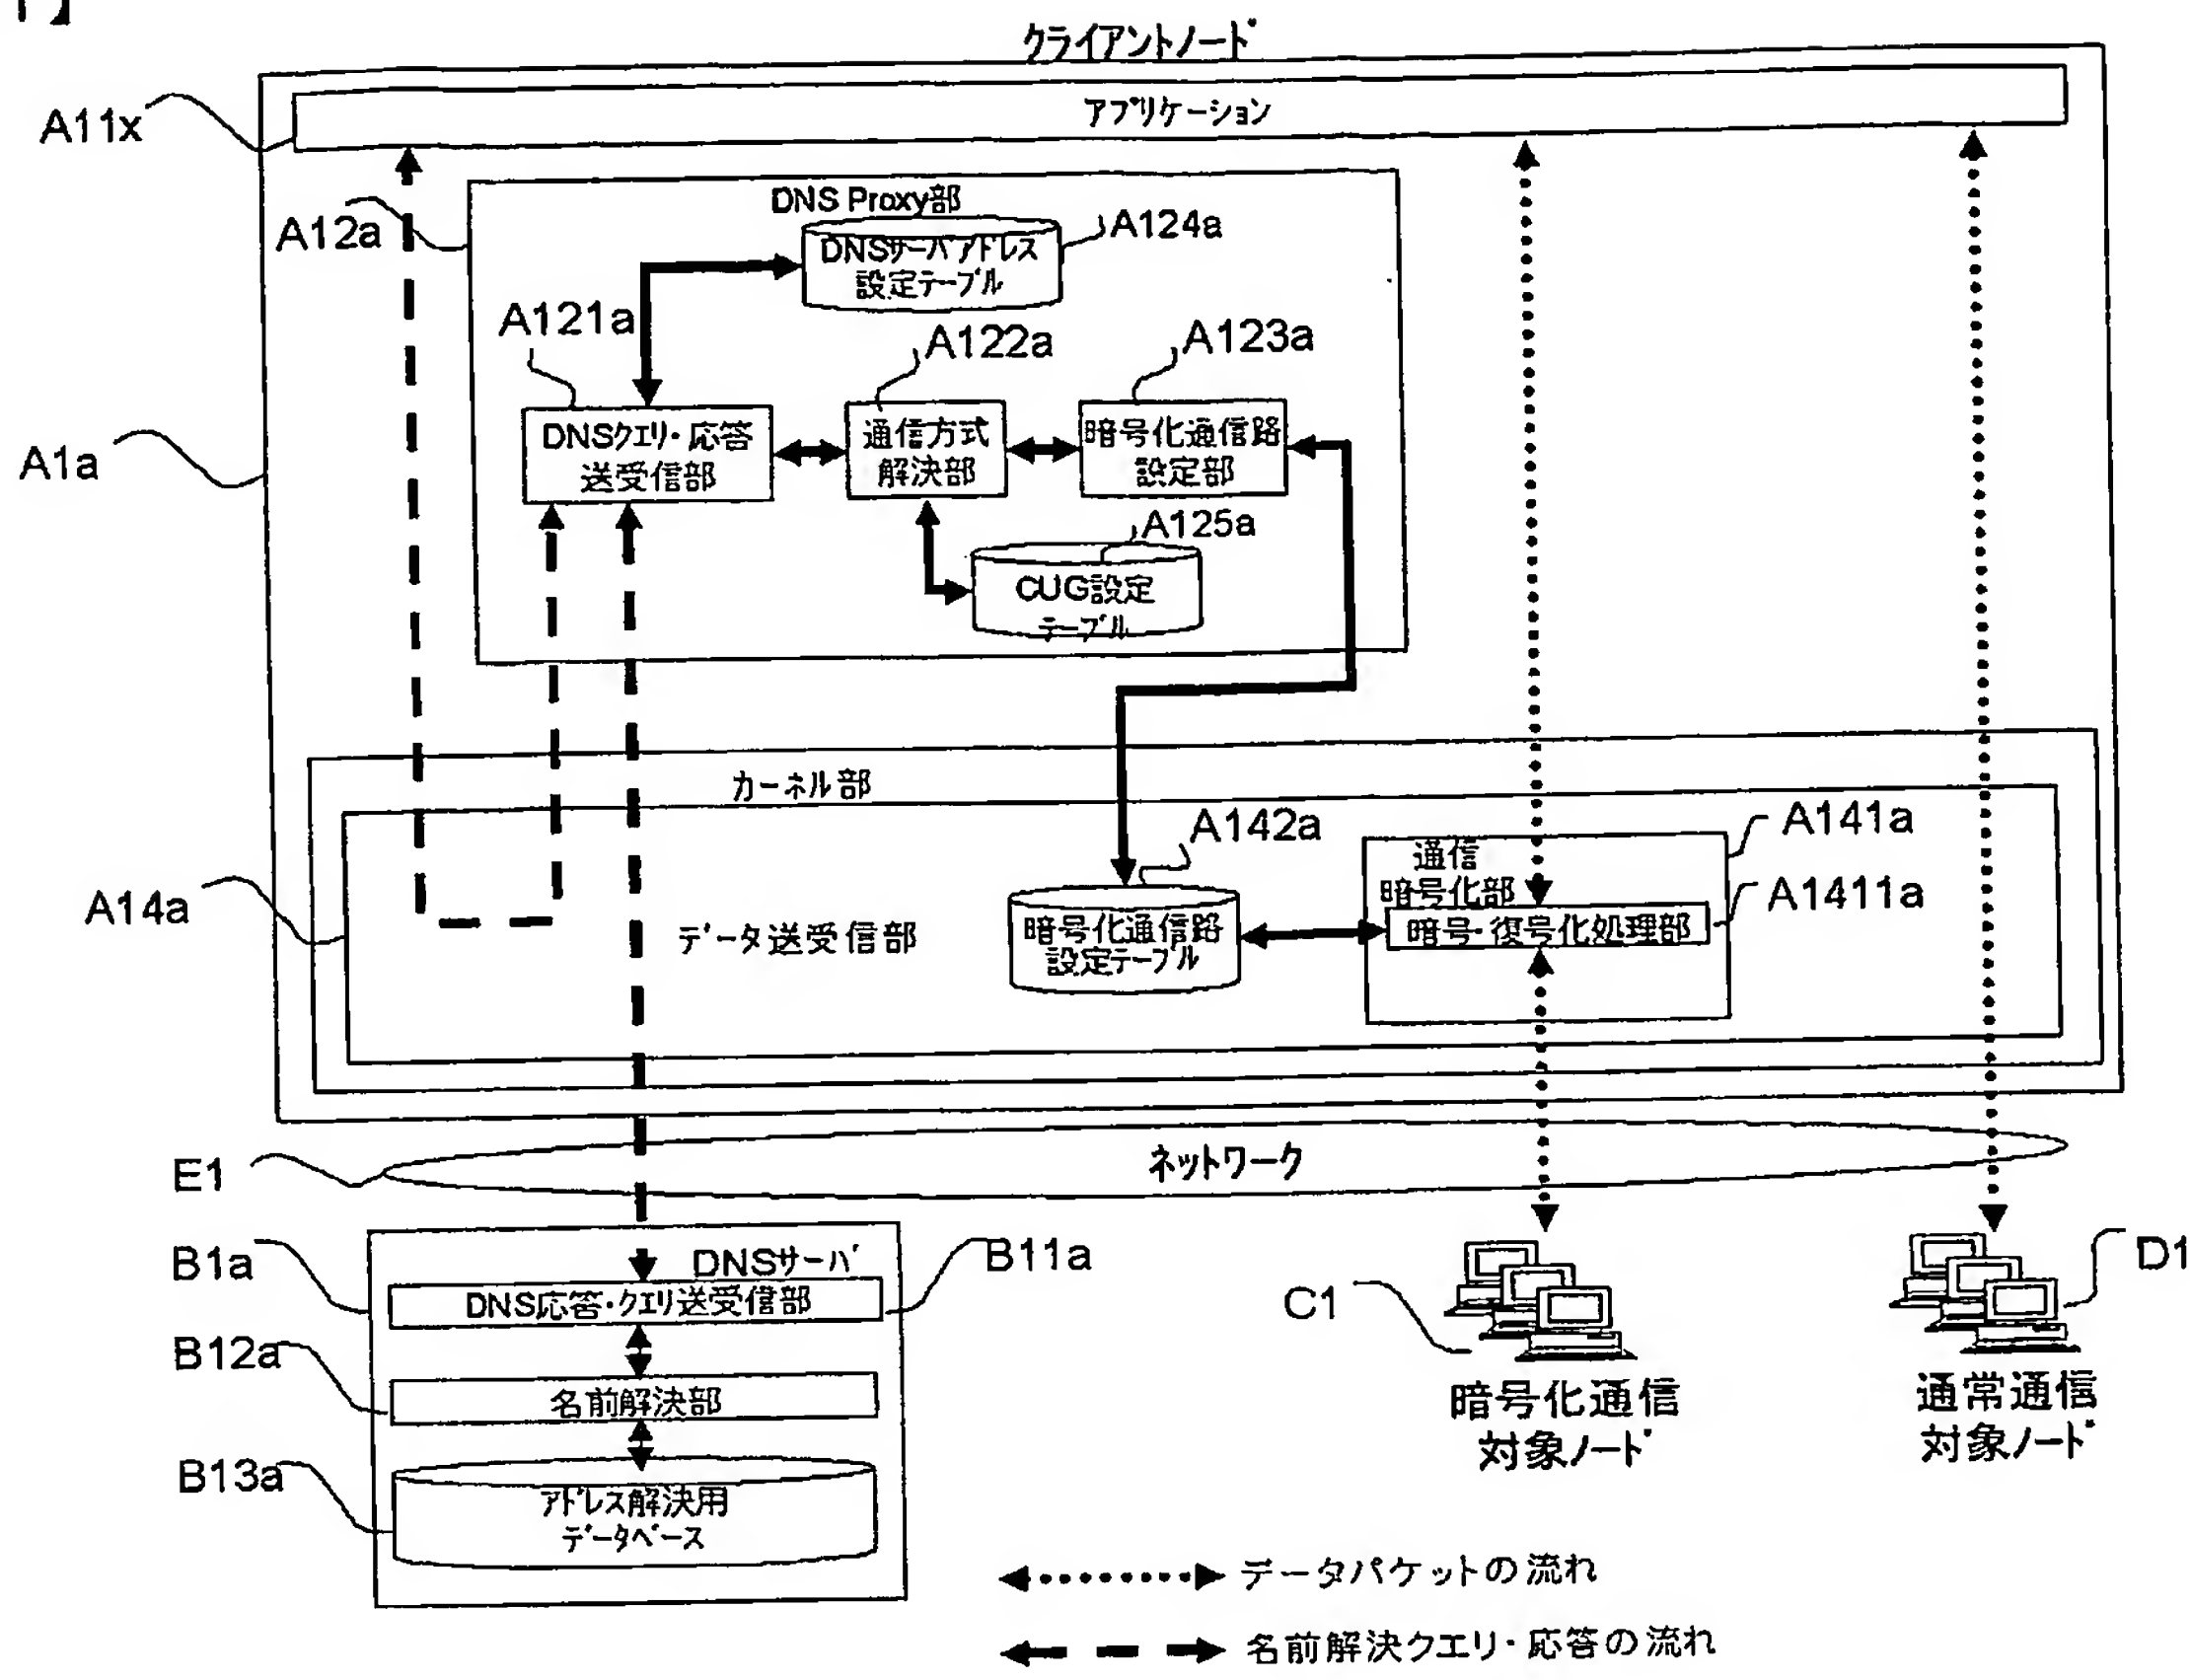 クライアントノード
アプリケーション
A11x
DNS Proxy部
A12a
DNSサーバアドレス
設定テーブル
A124a
A121a
A122a
A123a
DNSクエリ・応答
送受信部
通信方式
解決部
暗号化通信路
設定部
A1a
A125a
CUG設定
テーブル
カーネル部
A142a
A141a
通信
暗号化部
A1411a
A14a
データ送受信部
暗号化通信路
設定テーブル
暗号・復号化処理部
E1
ネットワーク
B1a
DNSサーバ
B11a
DNS応答・クエリ送受信部
C1
D1
B12a
名前解決部
暗号化通信
対象ノード
通常通信
対象ノード
B13a
アドレス解決用
データベース
データパケットの流れ
名前解決クエリ・応答の流れ